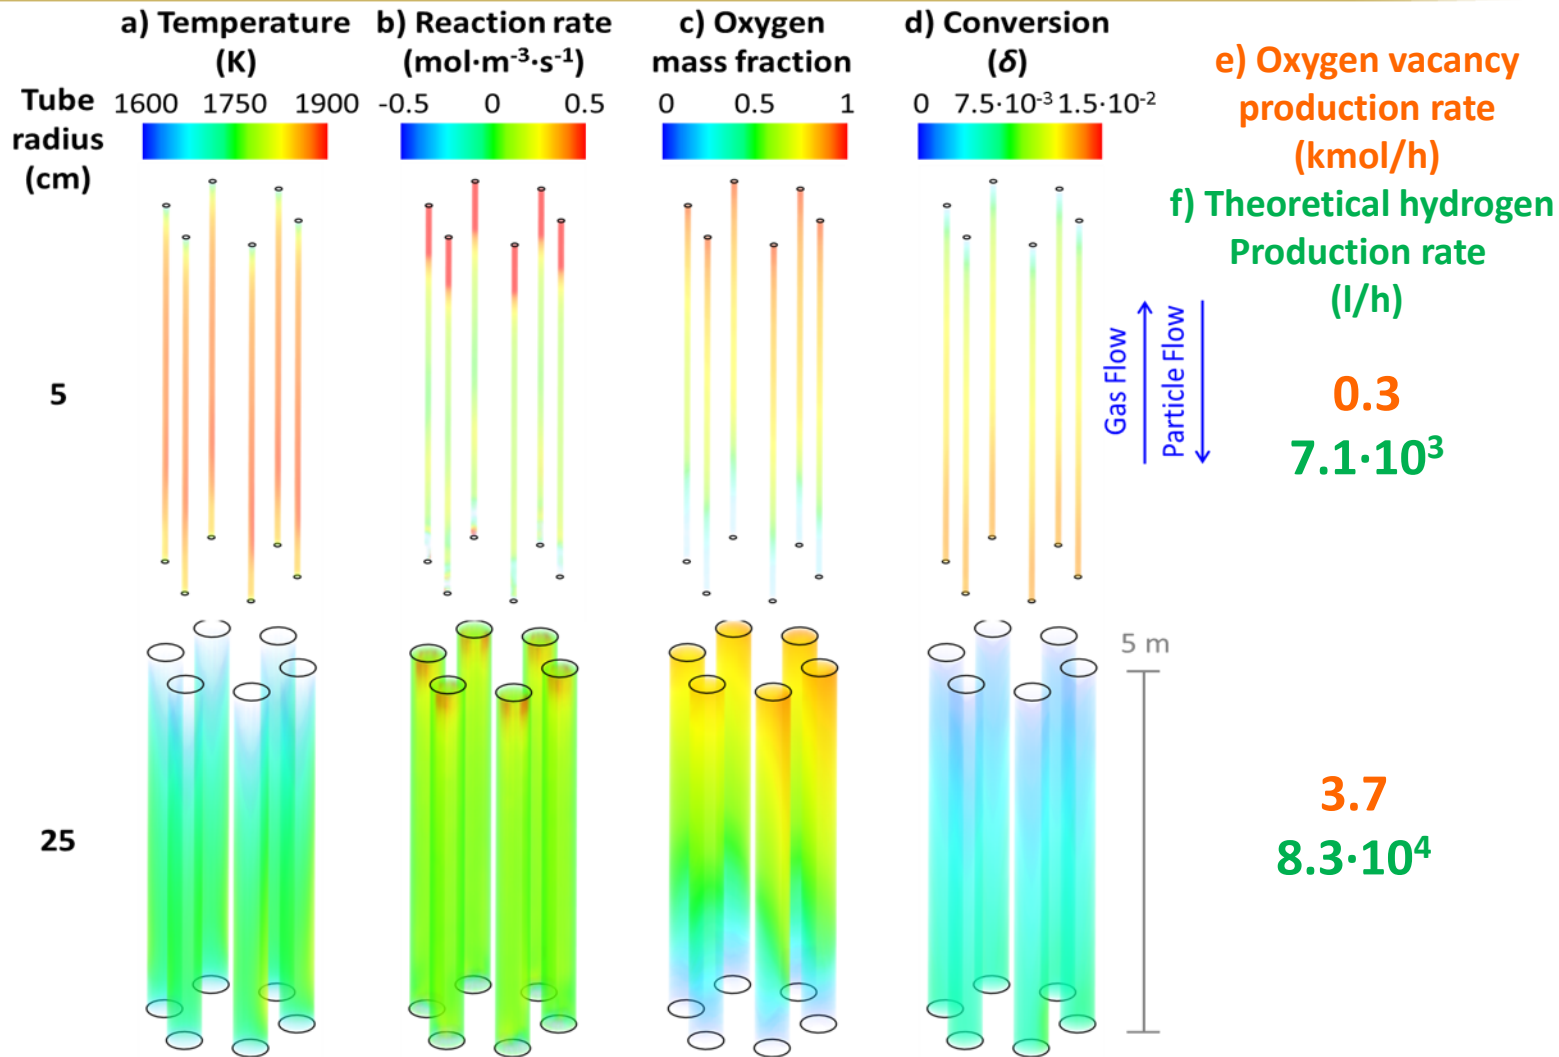 a) Temperature
(K)
b) Reaction rate
(mol·m⁻³·s⁻¹)
c) Oxygen
mass fraction
d) Conversion
(δ)
e) Oxygen vacancy
production rate
(kmol/h)
f) Theoretical hydrogen
Production rate
(l/h)
Tube
radius
(cm)
1600 1750 1900
-0.5 0 0.5
0 0.5 1
0 7.5·10⁻³ 1.5·10⁻²
Gas Flow
Particle Flow
5
0.3
7.1·10³
5 m
25
3.7
8.3·10⁴